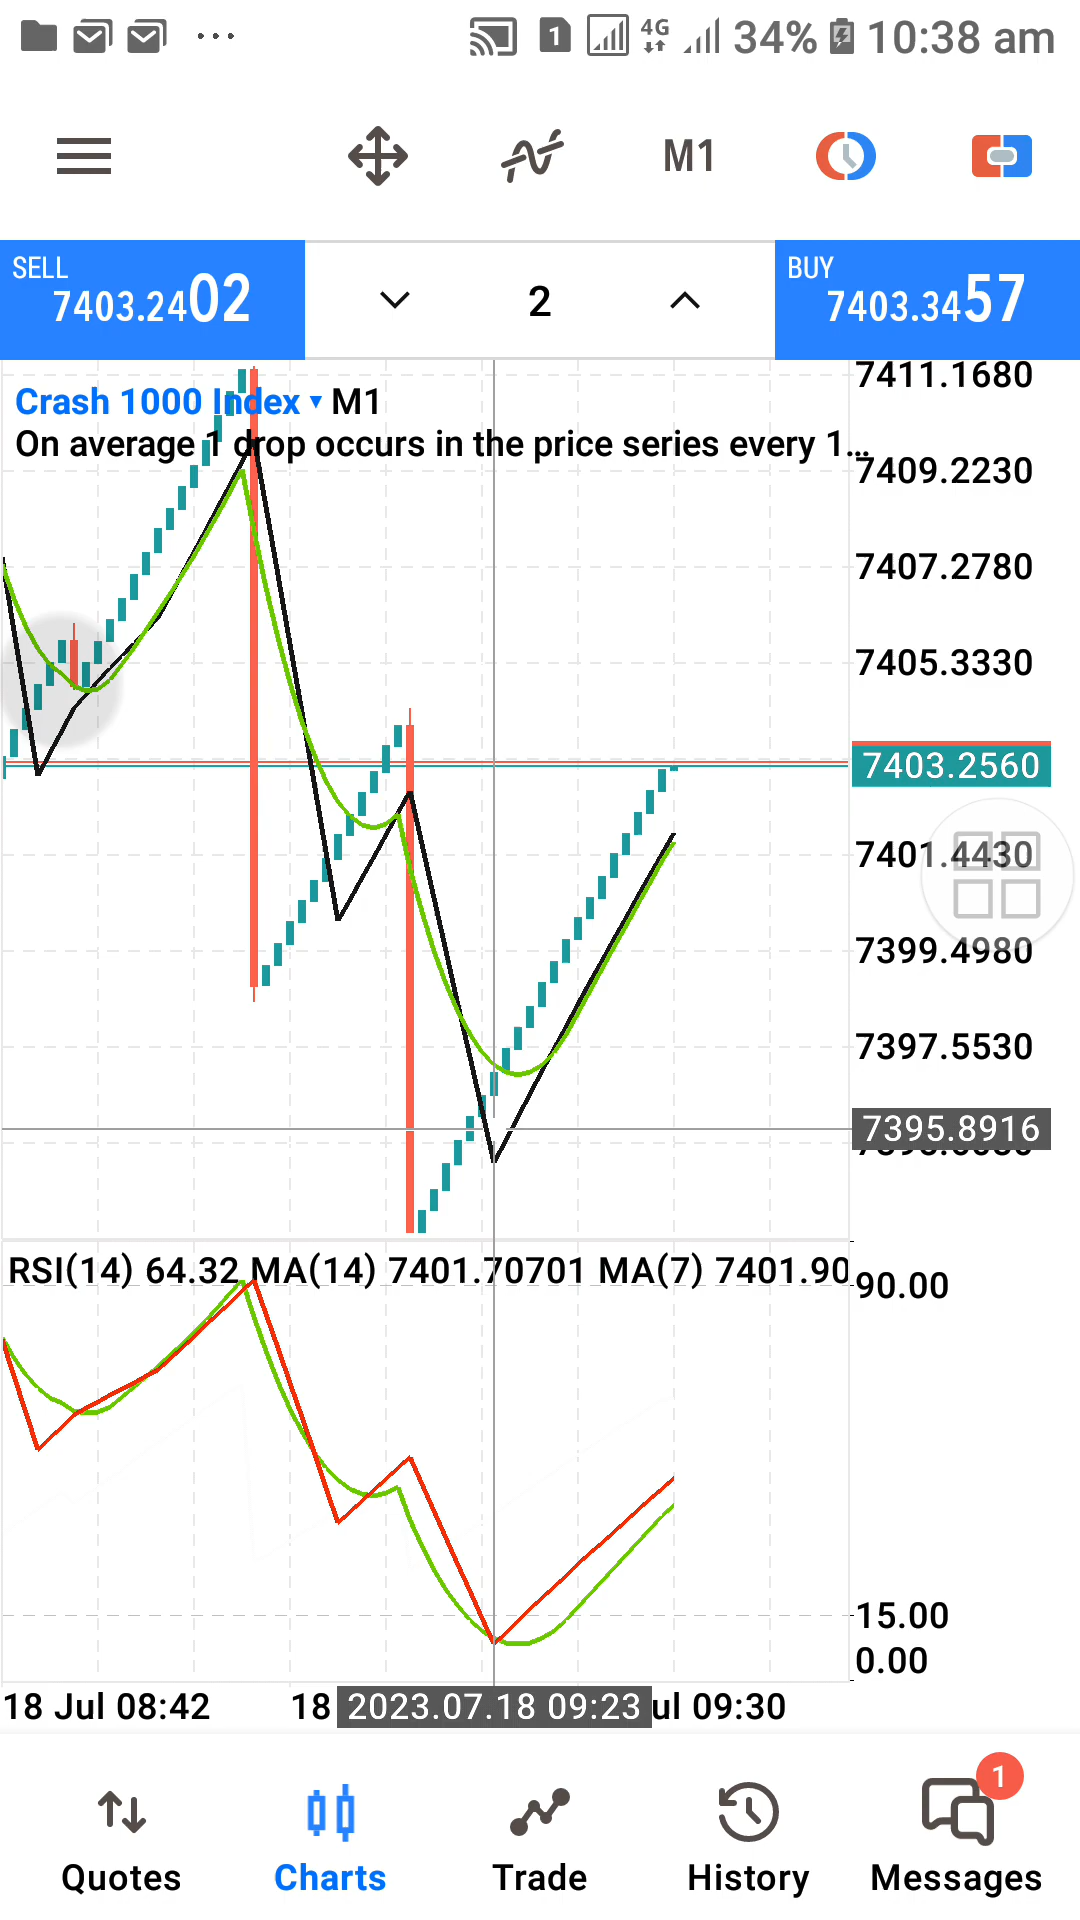 1 4G 34% 10:38 am
M1
SELL
7403.2402
2
BUY
7403.3457
7411.1680
Crash 1000 Index ▾ M1
On average 1 drop occurs in the price series every 1...
7409.2230
7407.2780
7405.3330
7403.2560
7401.4430
7399.4980
7397.5530
7395.8916
RSI(14) 64.32 MA(14) 7401.70701 MA(7) 7401.90
90.00
15.00
0.00
18 Jul 08:42 18 2023.07.18 09:23 ul 09:30
1
Quotes Charts Trade History Messages